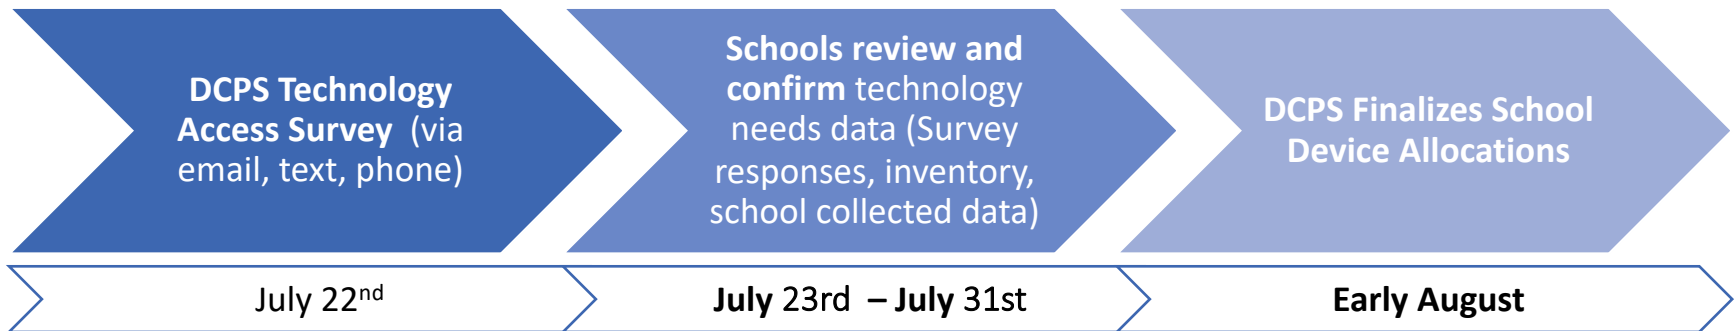 DCPS Technology
Access Survey (via
email, text, phone)
Schools review and
confirm technology
needs data (Survey
responses, inventory,
school collected data)
DCPS Finalizes School
Device Allocations
July 22nd
July 23rd – July 31st
Early August